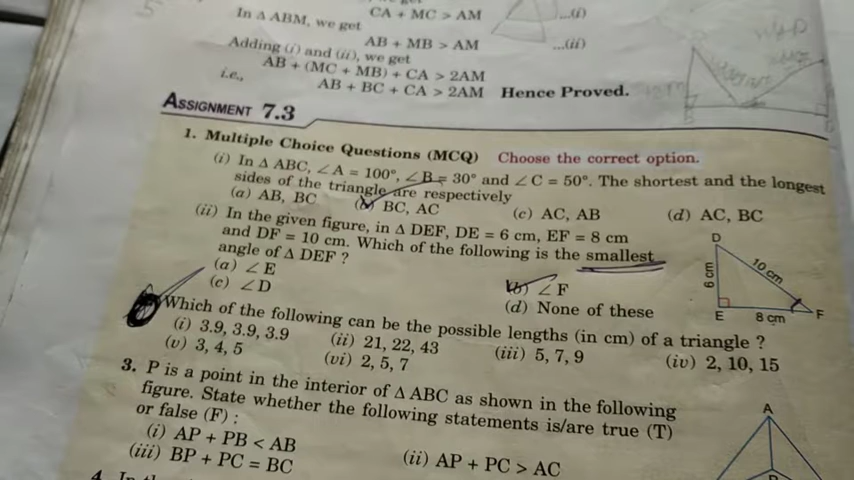 CA + MC > AM ...(i)
In Δ ABM, we get
AB + MB > AM ...(ii)
Adding (i) and (ii), we get
AB + (MC + MB) + CA > 2AM
i.e., AB + BC + CA > 2AM Hence Proved.
ASSIGNMENT 7.3
1. Multiple Choice Questions (MCQ) Choose the correct option.
(i) In Δ ABC, ∠A = 100°, ∠B = 30° and ∠C = 50°. The shortest and the longest
sides of the triangle are respectively
(a) AB, BC (b) BC, AC (c) AC, AB (d) AC, BC
(ii) In the given figure, in Δ DEF, DE = 6 cm, EF = 8 cm
and DF = 10 cm. Which of the following is the smallest
angle of Δ DEF ?
(a) ∠E (b) ∠F
(c) ∠D (d) None of these
D
6 cm
10 cm
E 8 cm F
Which of the following can be the possible lengths (in cm) of a triangle ?
(i) 3.9, 3.9, 3.9 (ii) 21, 22, 43 (iii) 5, 7, 9 (iv) 2, 10, 15
(v) 3, 4, 5 (vi) 2, 5, 7
3. P is a point in the interior of Δ ABC as shown in the following
figure. State whether the following statements is/are true (T)
or false (F) :
(i) AP + PB < AB (ii) AP + PC > AC
(iii) BP + PC = BC
A
4.